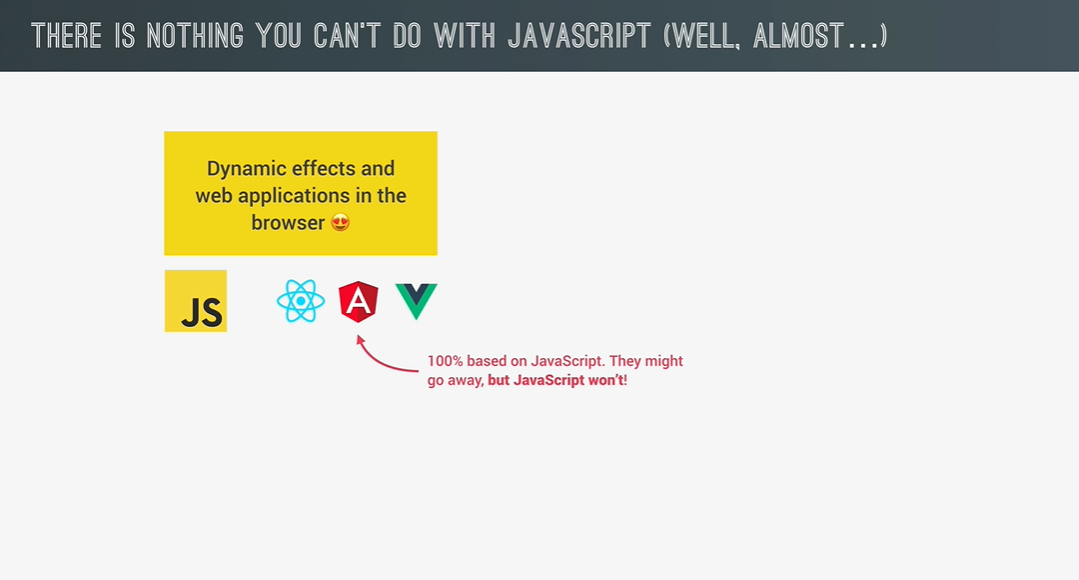 THERE IS NOTHING YOU CAN'T DO WITH JAVASCRIPT (WELL, ALMOST...)
Dynamic effects and
web applications in the
browser 😍
JS
A
100% based on JavaScript. They might
go away, but JavaScript won't!